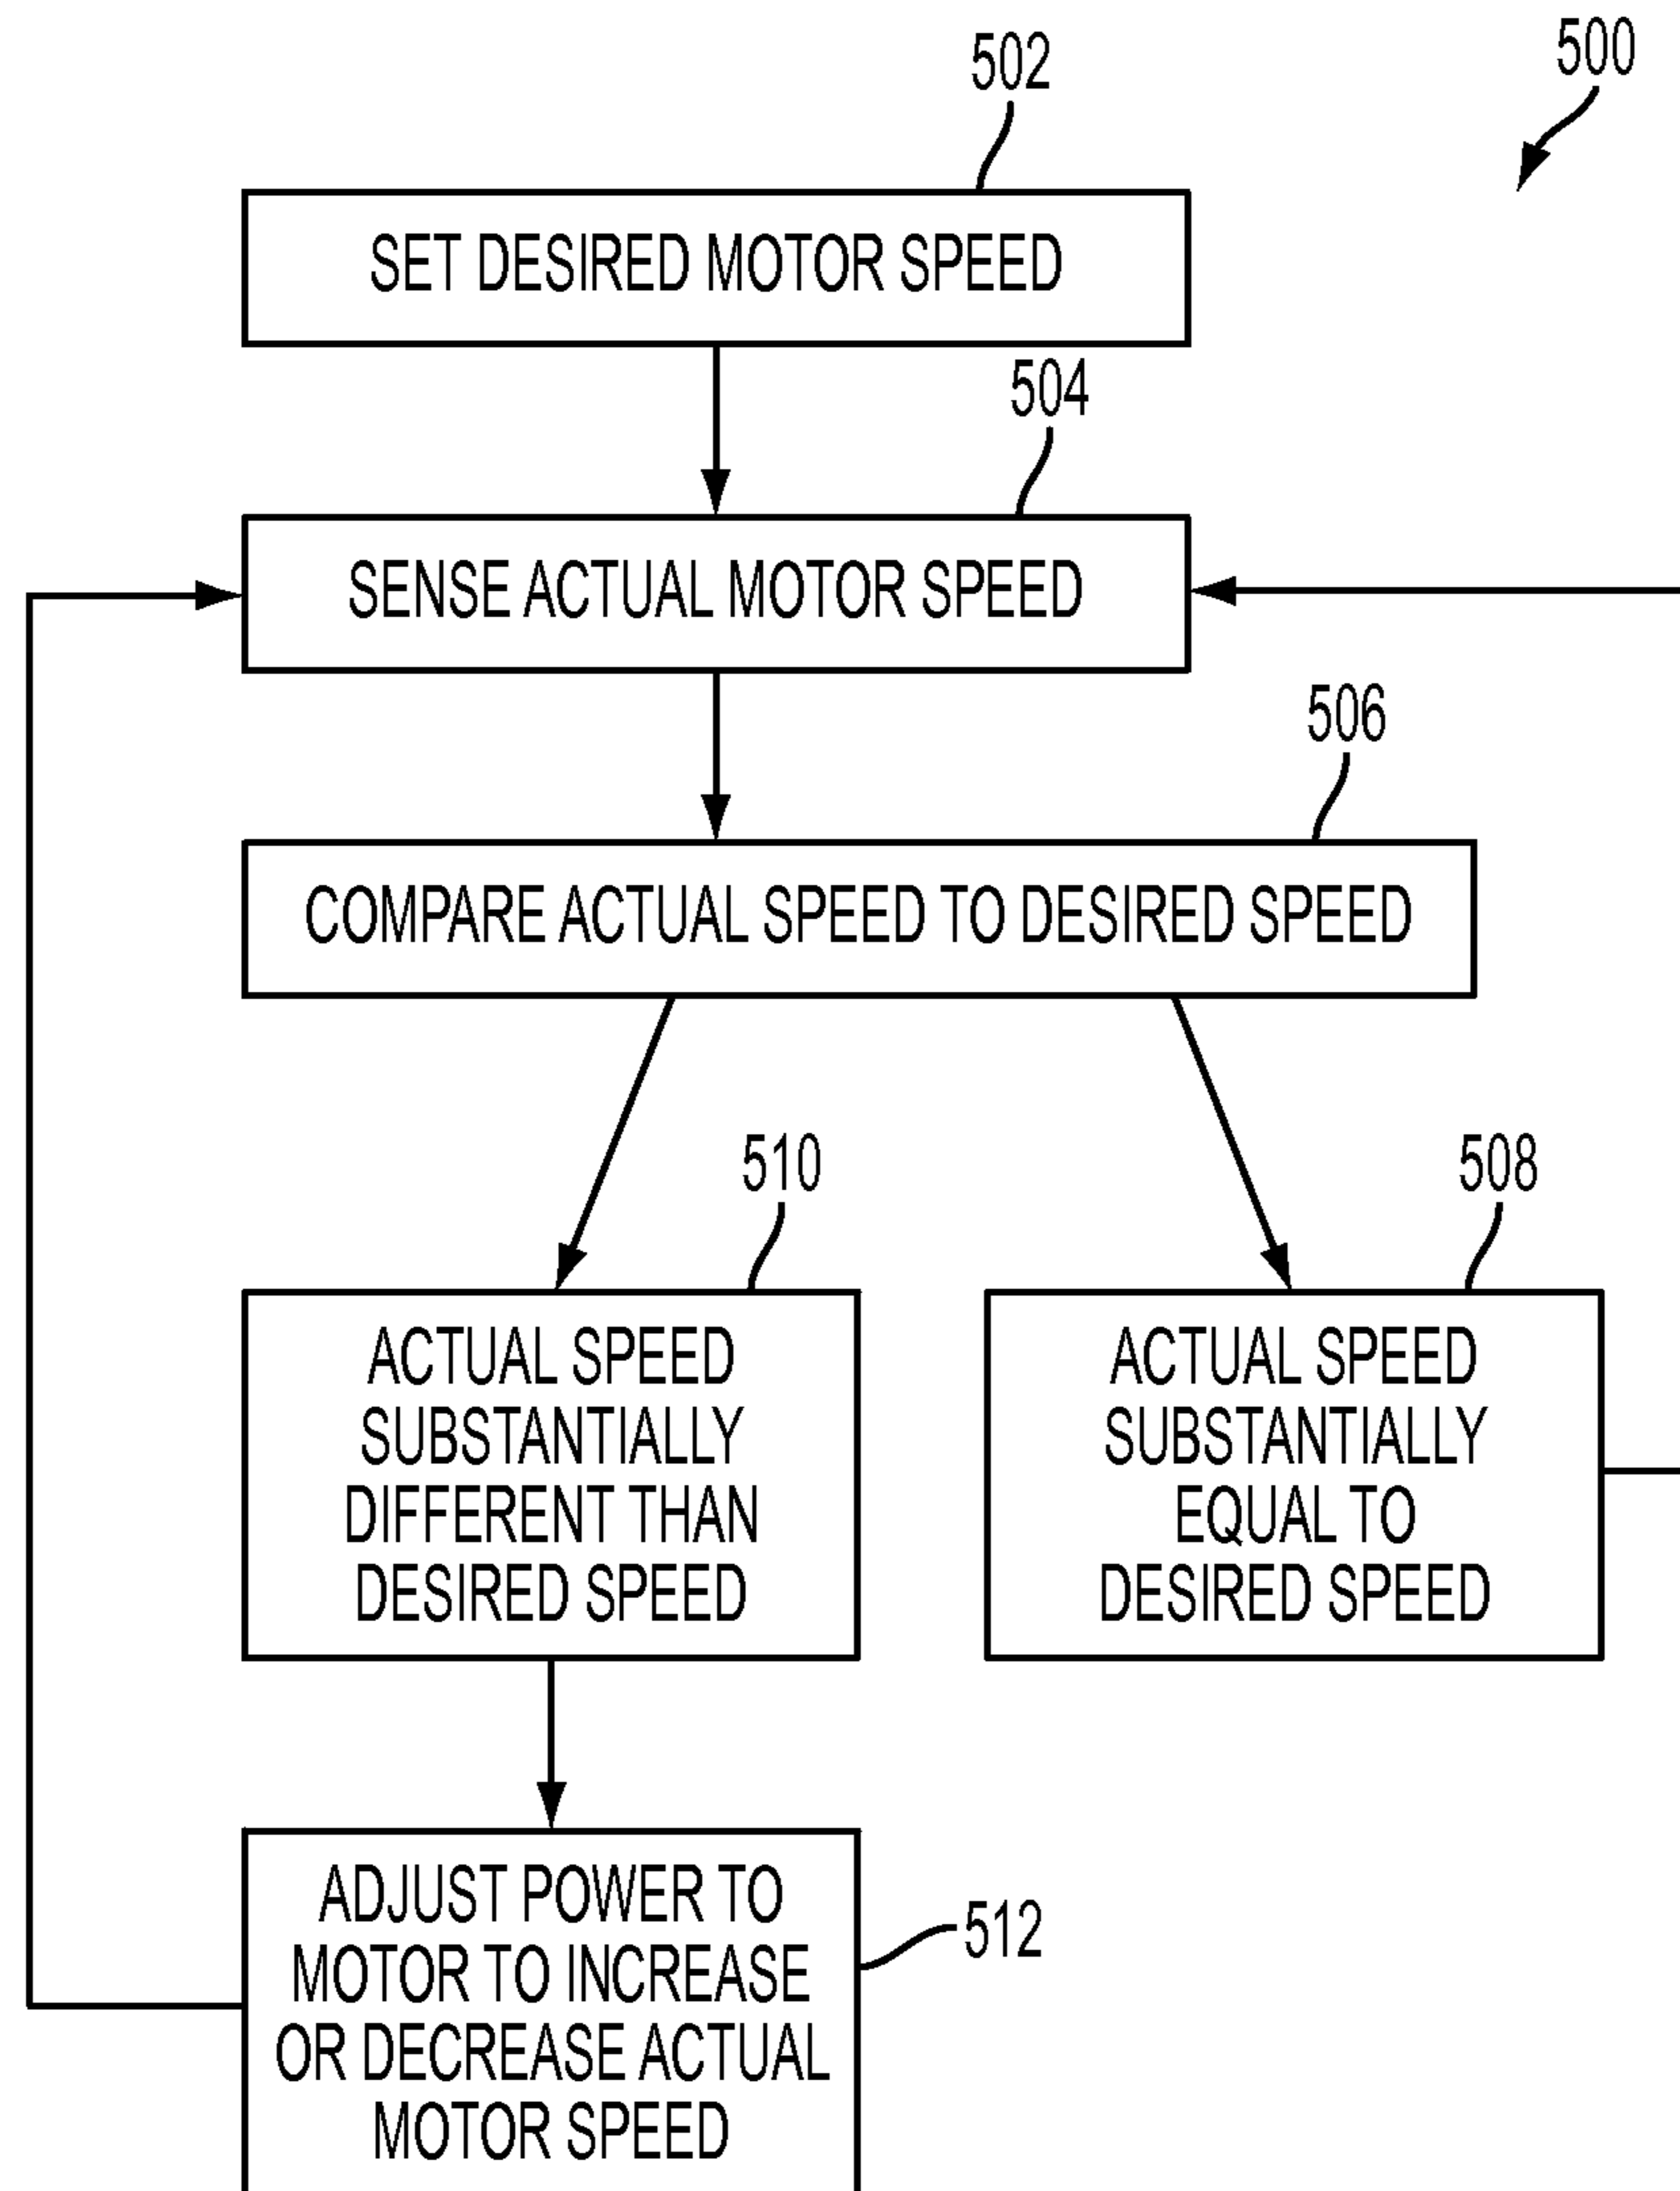 500
502
SET DESIRED MOTOR SPEED
504
SENSE ACTUAL MOTOR SPEED
506
COMPARE ACTUAL SPEED TO DESIRED SPEED
510
ACTUAL SPEED
SUBSTANTIALLY
DIFFERENT THAN
DESIRED SPEED
508
ACTUAL SPEED
SUBSTANTIALLY
EQUAL TO
DESIRED SPEED
ADJUST POWER TO
MOTOR TO INCREASE
OR DECREASE ACTUAL
MOTOR SPEED
512